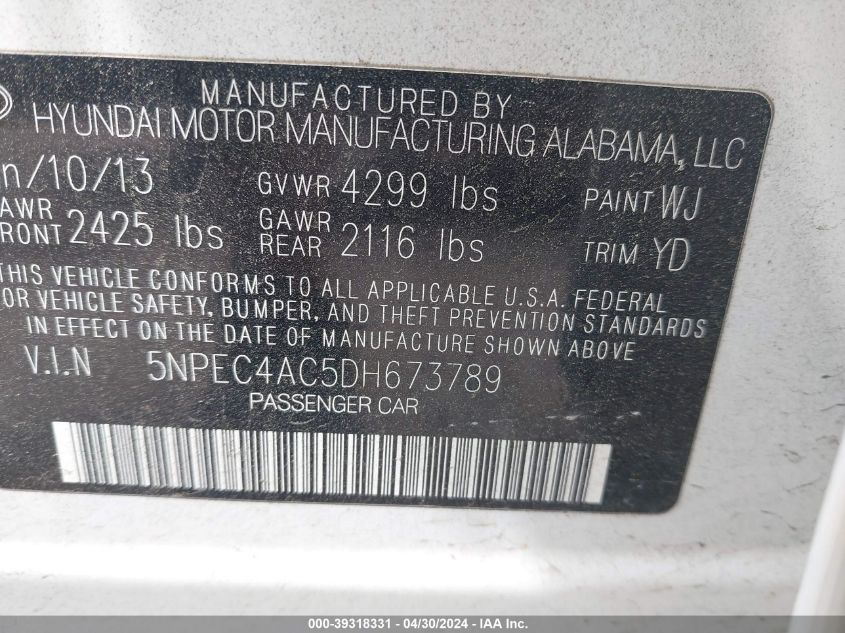 MANUFACTURED BY
HYUNDAI MOTOR MANUFACTURING ALABAMA, LLC
n/10/13 GVWR 4299 lbs PAINT WJ
AWR FRONT 2425 lbs GAWR REAR 2116 lbs TRIM YD
THIS VEHICLE CONFORMS TO ALL APPLICABLE U.S.A. FEDERAL
OR VEHICLE SAFETY, BUMPER, AND THEFT PREVENTION STANDARDS
IN EFFECT ON THE DATE OF MANUFACTURE SHOWN ABOVE.
V.I.N 5NPEC4AC5DH673789
PASSENGER CAR
000-39318331 - 04/30/2024 - IAA Inc.